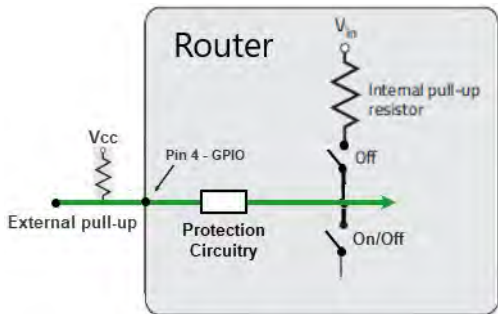 Router
Vin
Internal pull-up
resistor
Vcc
Pin 4 - GPIO
Off
External pull-up
Protection
Circuitry
On/Off